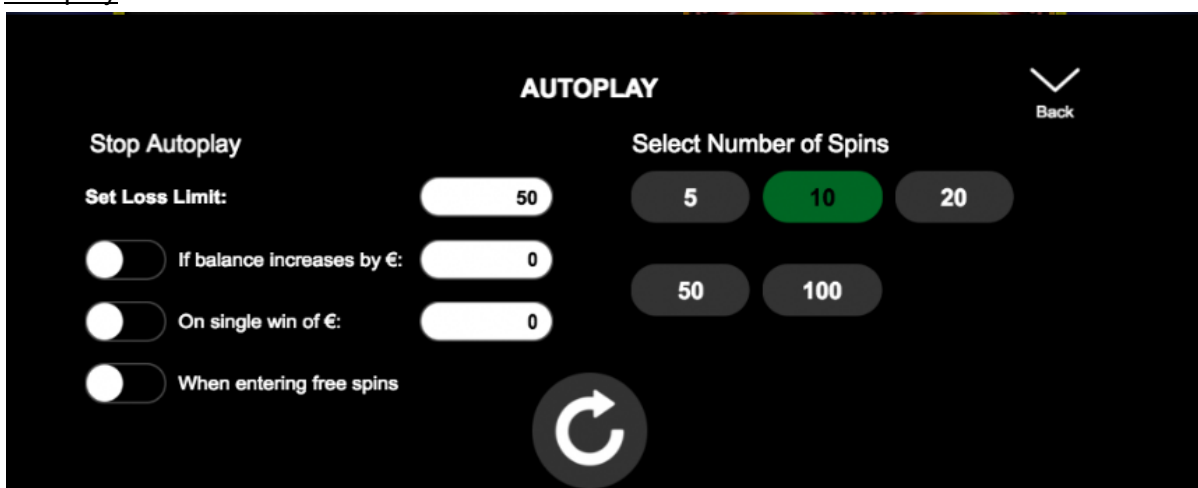 AUTOPLAY
Back
Stop Autoplay
Set Loss Limit: 50
If balance increases by €: 0
On single win of €: 0
When entering free spins
Select Number of Spins
5 10 20
50 100